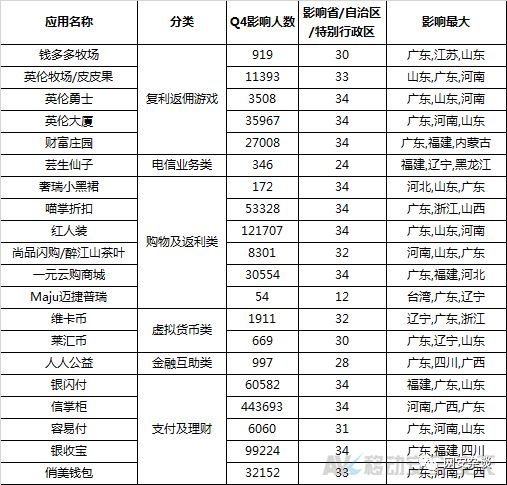 应用名称 分类 Q4影响人数 影响省/自治区/特别行政区 影响最大
钱多多牧场 复利返佣游戏 919 30 广东,江苏,山东
英伦牧场/皮皮果 11393 33 山东,广东,河南
英伦勇士 3508 34 广东,山东,河南
英伦大厦 35967 34 广东,河南,山东
财富庄园 27008 34 广东,福建,内蒙古
芸生仙子 电信业务类 346 24 福建,辽宁,黑龙江
奢瑞小黑裙 购物及返利类 172 34 河北,山东,广东
喵掌折扣 53328 34 广东,浙江,山西
红人装 121707 34 广东,山东,河南
尚品闪购/醉江山茶叶 8301 32 河南,山东,广东
一元云购商城 30554 34 广东,福建,河北
Maju迈捷普瑞 54 12 台湾,广东,辽宁
维卡币 虚拟货币类 1911 32 辽宁,广东,浙江
莱汇币 669 30 广东,辽宁,山东
人人公益 金融互助类 997 28 广东,四川,广西
银闪付 支付及理财 60582 34 福建,广东,山东
信掌柜 443693 34 河南,广西,广东
容易付 6060 31 广东,河南,山东
银收宝 99224 34 广东,福建,四川
俏美钱包 32152 33 广东,河南,广西